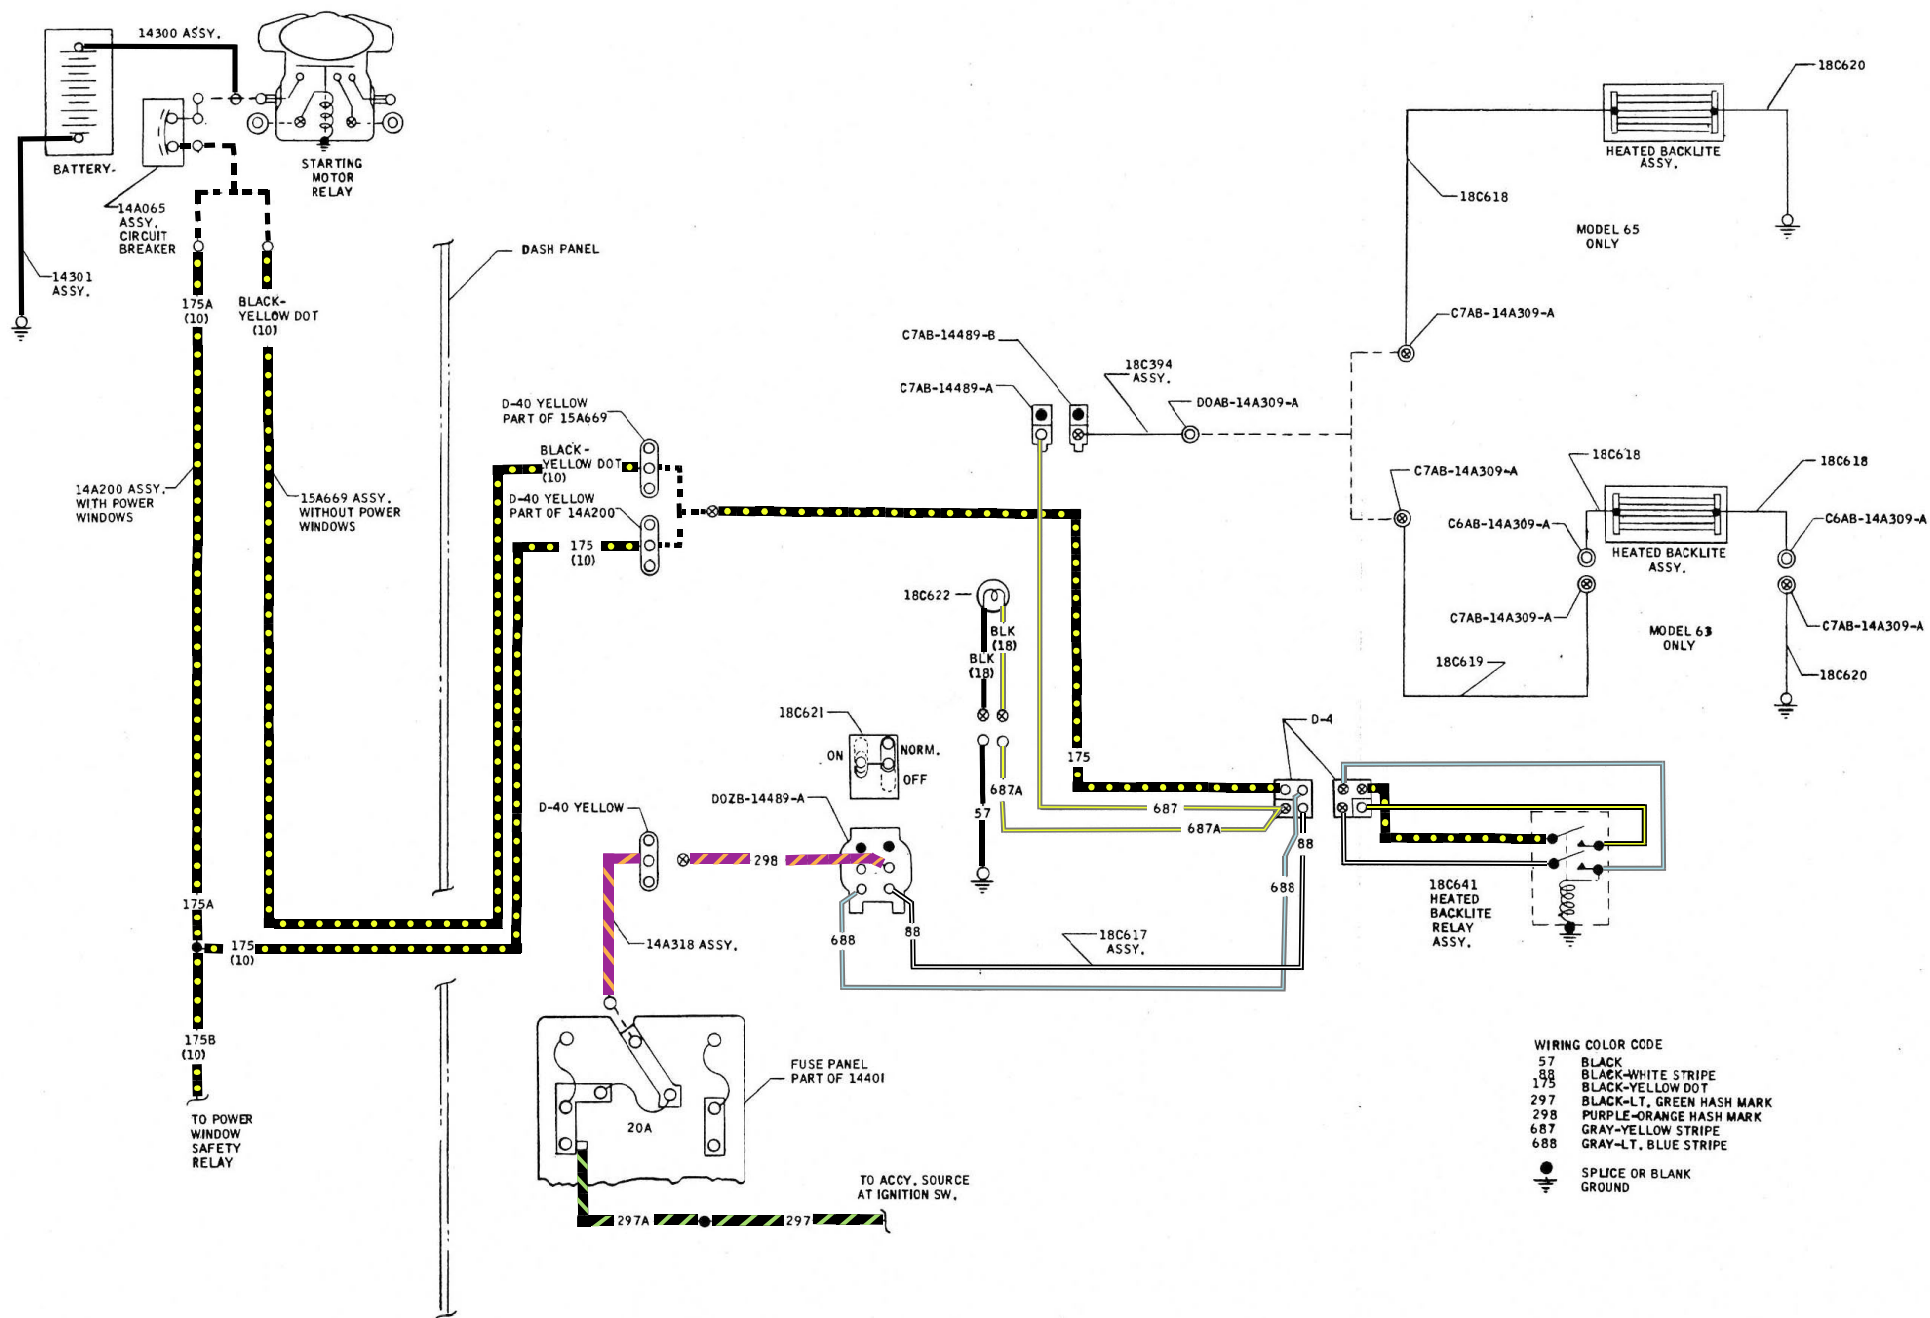 14300 ASSY.
BATTERY-
STARTING
MOTOR
RELAY
14A065
ASSY.
CIRCUIT
BREAKER
14301
ASSY.
175A
(10)
BLACK-
YELLOW DOT
(10)
DASH PANEL
14A200 ASSY.
WITH POWER
WINDOWS
15A669 ASSY.
WITHOUT POWER
WINDOWS
D-40 YELLOW
PART OF 15A669
BLACK-
YELLOW DOT
(10)
D-40 YELLOW
PART OF 14A200
175
(10)
C7AB-14489-B
C7AB-14489-A
18C394
ASSY.
D0AB-14A309-A
18C620
HEATED BACKLITE
ASSY.
18C618
MODEL 65
ONLY
C7AB-14A309-A
C7AB-14A309-A
18C618
18C618
C6AB-14A309-A
C6AB-14A309-A
HEATED BACKLITE
ASSY.
C7AB-14A309-A
C7AB-14A309-A
MODEL 63
ONLY
18C619
18C620
18C622
BLK
(18)
BLK
(18)
18C621
ON
NORM.
OFF
175
D-4
687A
57
687
687A
88
D0ZB-14489-A
D-40 YELLOW
298
688
18C641
HEATED
BACKLITE
RELAY
ASSY.
175A
175
(10)
14A318 ASSY.
688
88
18C617
ASSY.
175B
(10)
TO POWER
WINDOW
SAFETY
RELAY
FUSE PANEL
PART OF 14401
20A
TO ACCY. SOURCE
AT IGNITION SW.
297A
297
WIRING COLOR CODE
57 BLACK
88 BLACK-WHITE STRIPE
175 BLACK-YELLOW DOT
297 BLACK-LT. GREEN HASH MARK
298 PURPLE-ORANGE HASH MARK
687 GRAY-YELLOW STRIPE
688 GRAY-LT. BLUE STRIPE
SPLICE OR BLANK
GROUND